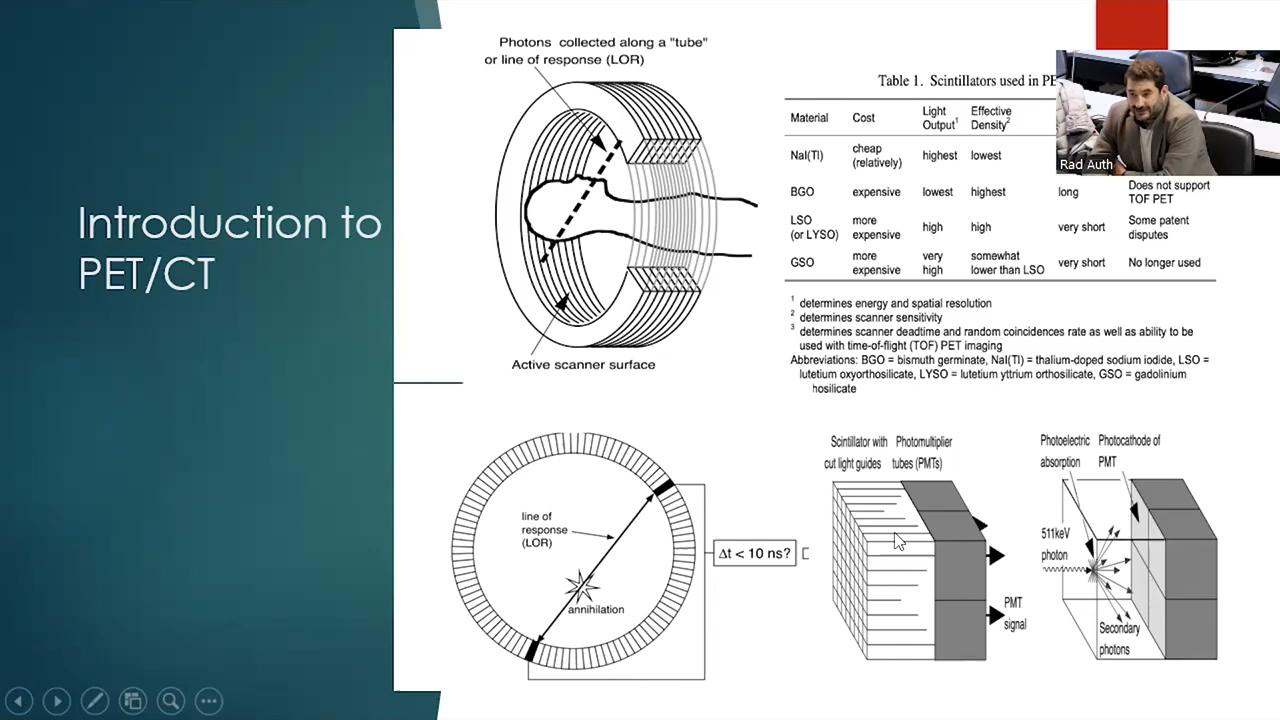 Introduction to
PET/CT
Photons collected along a "tube"
or line of response (LOR)
Active scanner surface
Table 1. Scintillators used in PE
Material Cost Light Output1 Effective Density2
NaI(Tl) cheap (relatively) highest lowest
BGO expensive lowest highest long Does not support TOF PET
LSO (or LYSO) more expensive high high very short Some patent disputes
GSO more expensive very high somewhat lower than LSO very short No longer used
1 determines energy and spatial resolution
2 determines scanner sensitivity
3 determines scanner deadtime and random coincidences rate as well as ability to be
used with time-of-flight (TOF) PET imaging
Abbreviations: BGO = bismuth germinate, NaI(Tl) = thalium-doped sodium iodide, LSO =
lutetium oxyorthosilicate, LYSO = lutetium yttrium orthosilicate, GSO = gadolinium
hosilicate
Rad Auth
line of
response
(LOR)
annihilation
Δt < 10 ns?
Scintillator with
cut light guides
Photomultiplier
tubes (PMTs)
PMT
signal
Photoelectric
absorption
Photocathode of
PMT
511keV
photon
Secondary
photons